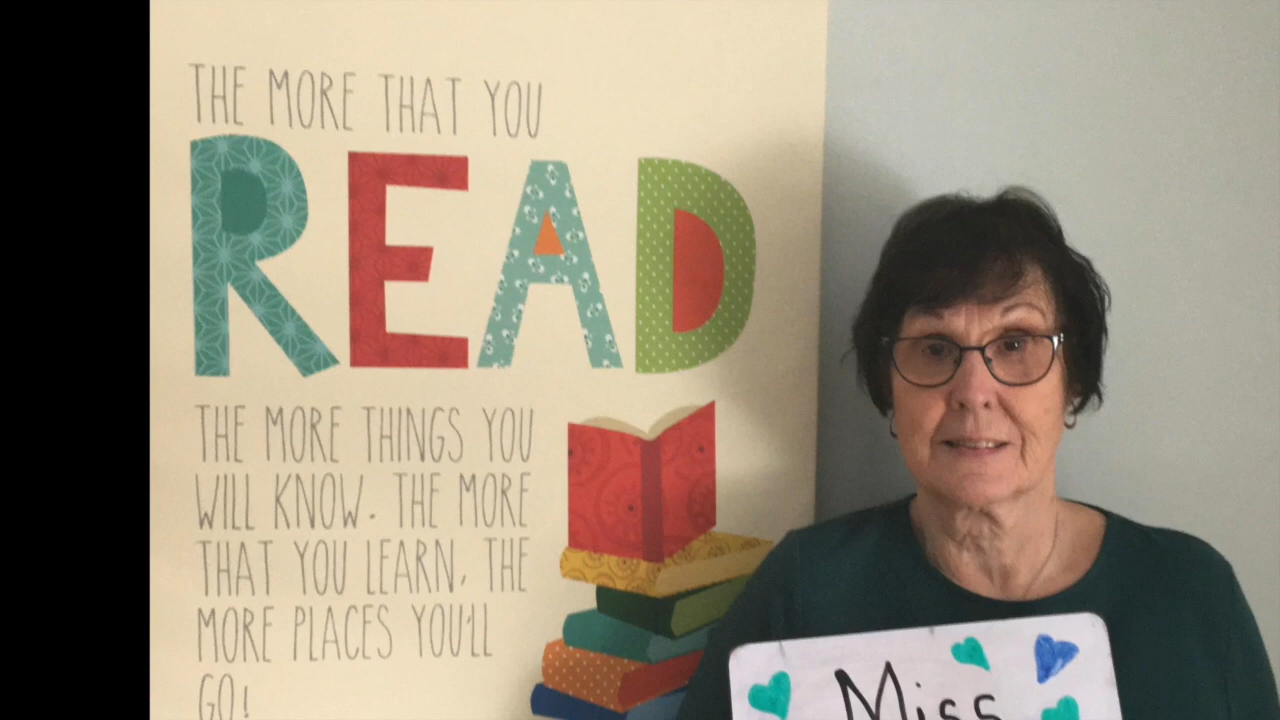 THE MORE THAT YOU
READ
THE MORE THINGS YOU
WILL KNOW. THE MORE
THAT YOU LEARN, THE
MORE PLACES YOU'LL
GO!
Miss